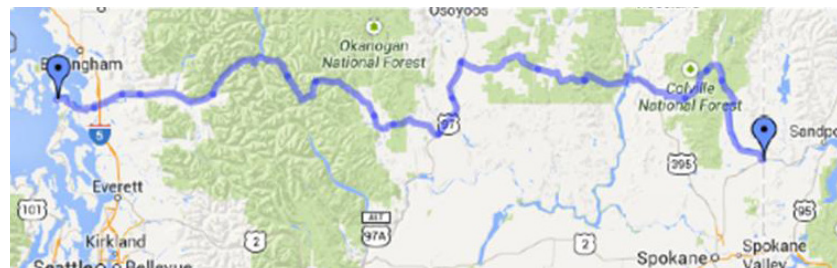 Osoyoos
Okanogan
National Forest
Bellingham
Colville
National Forest
97
5
Sandpo
395
Everett
101
95
ALT
97A
2
2
Kirkland
Spokane
Spokane
Valley
Seattle
Bellevue